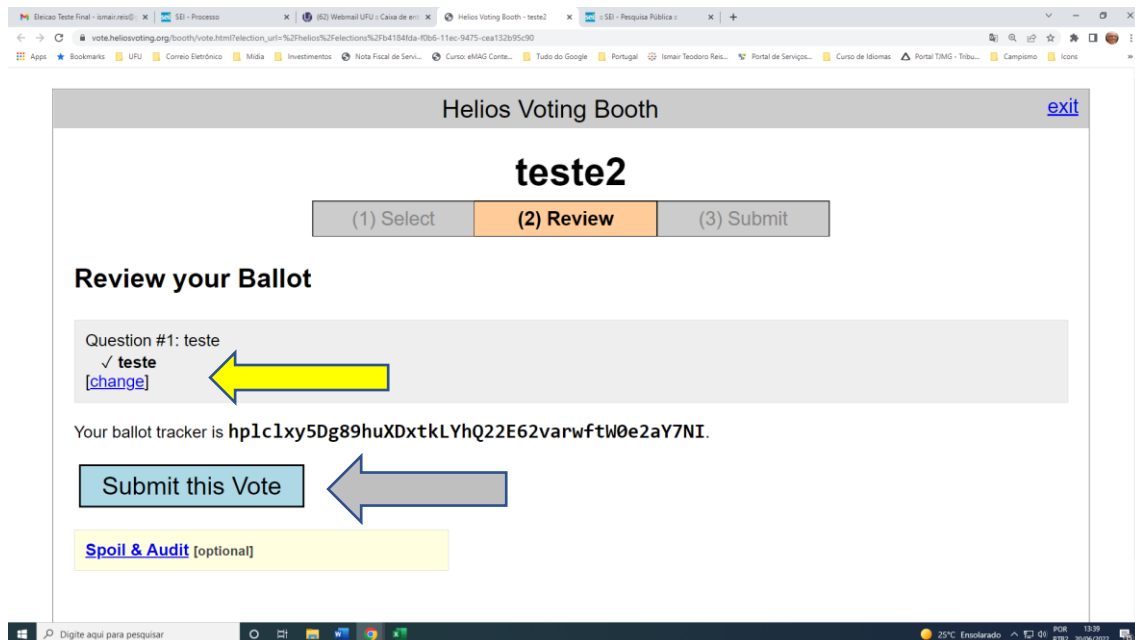 Eleicao Teste Final - ismair.reis@
SEI - Processo
(62) Webmail UFU :: Caixa de ent
Helios Voting Booth - teste2
:: SEI - Pesquisa Pública ::
vote.heliosvoting.org/booth/vote.html?election_url=%2Fhelios%2Felections%2Fb4184fda-f0b6-11ec-9475-cea132b95c90
Apps Bookmarks UFU Correio Eletrônico Mídia Investimentos Nota Fiscal de Servi... Curso: eMAG Conte... Tudo do Google Portugal Ismair Teodoro Reis... Portal de Serviços... Curso de Idiomas Portal TJMG - Tribu... Campismo Icons
Helios Voting Booth
exit
teste2
(1) Select (2) Review (3) Submit
Review your Ballot
Question #1: teste
✓ teste
[change]
Your ballot tracker is hplclxy5Dg89huXDxtkLYhQ22E62varwftW0e2aY7NI.
Submit this Vote
Spoil & Audit [optional]
Digite aqui para pesquisar
25°C Ensolarado
POR 13:39
PTB2 20/06/2022